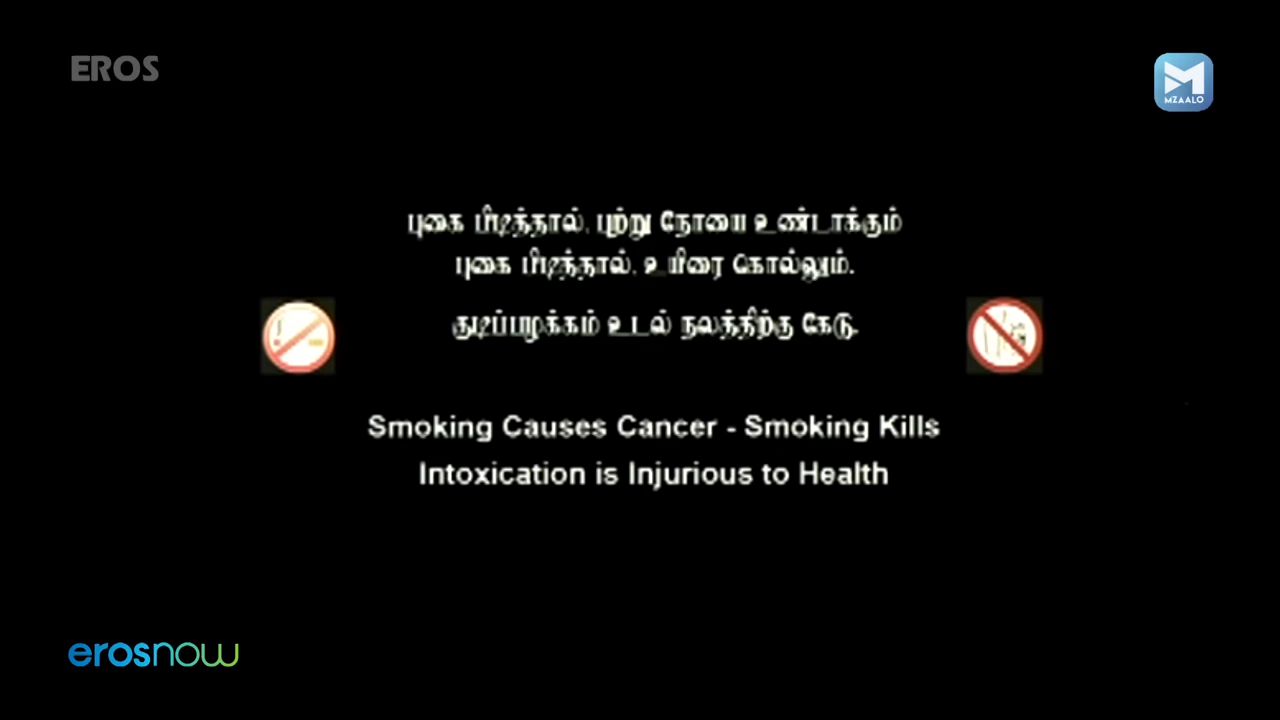 EROS
MZAALO
புகை பிடித்தால், புற்று நோயை உண்டாக்கும்
புகை பிடித்தால், உயிரை கொல்லும்.
குடிப்பழக்கம் உடல் நலத்திற்கு கேடு.
Smoking Causes Cancer - Smoking Kills
Intoxication is Injurious to Health
erosnow